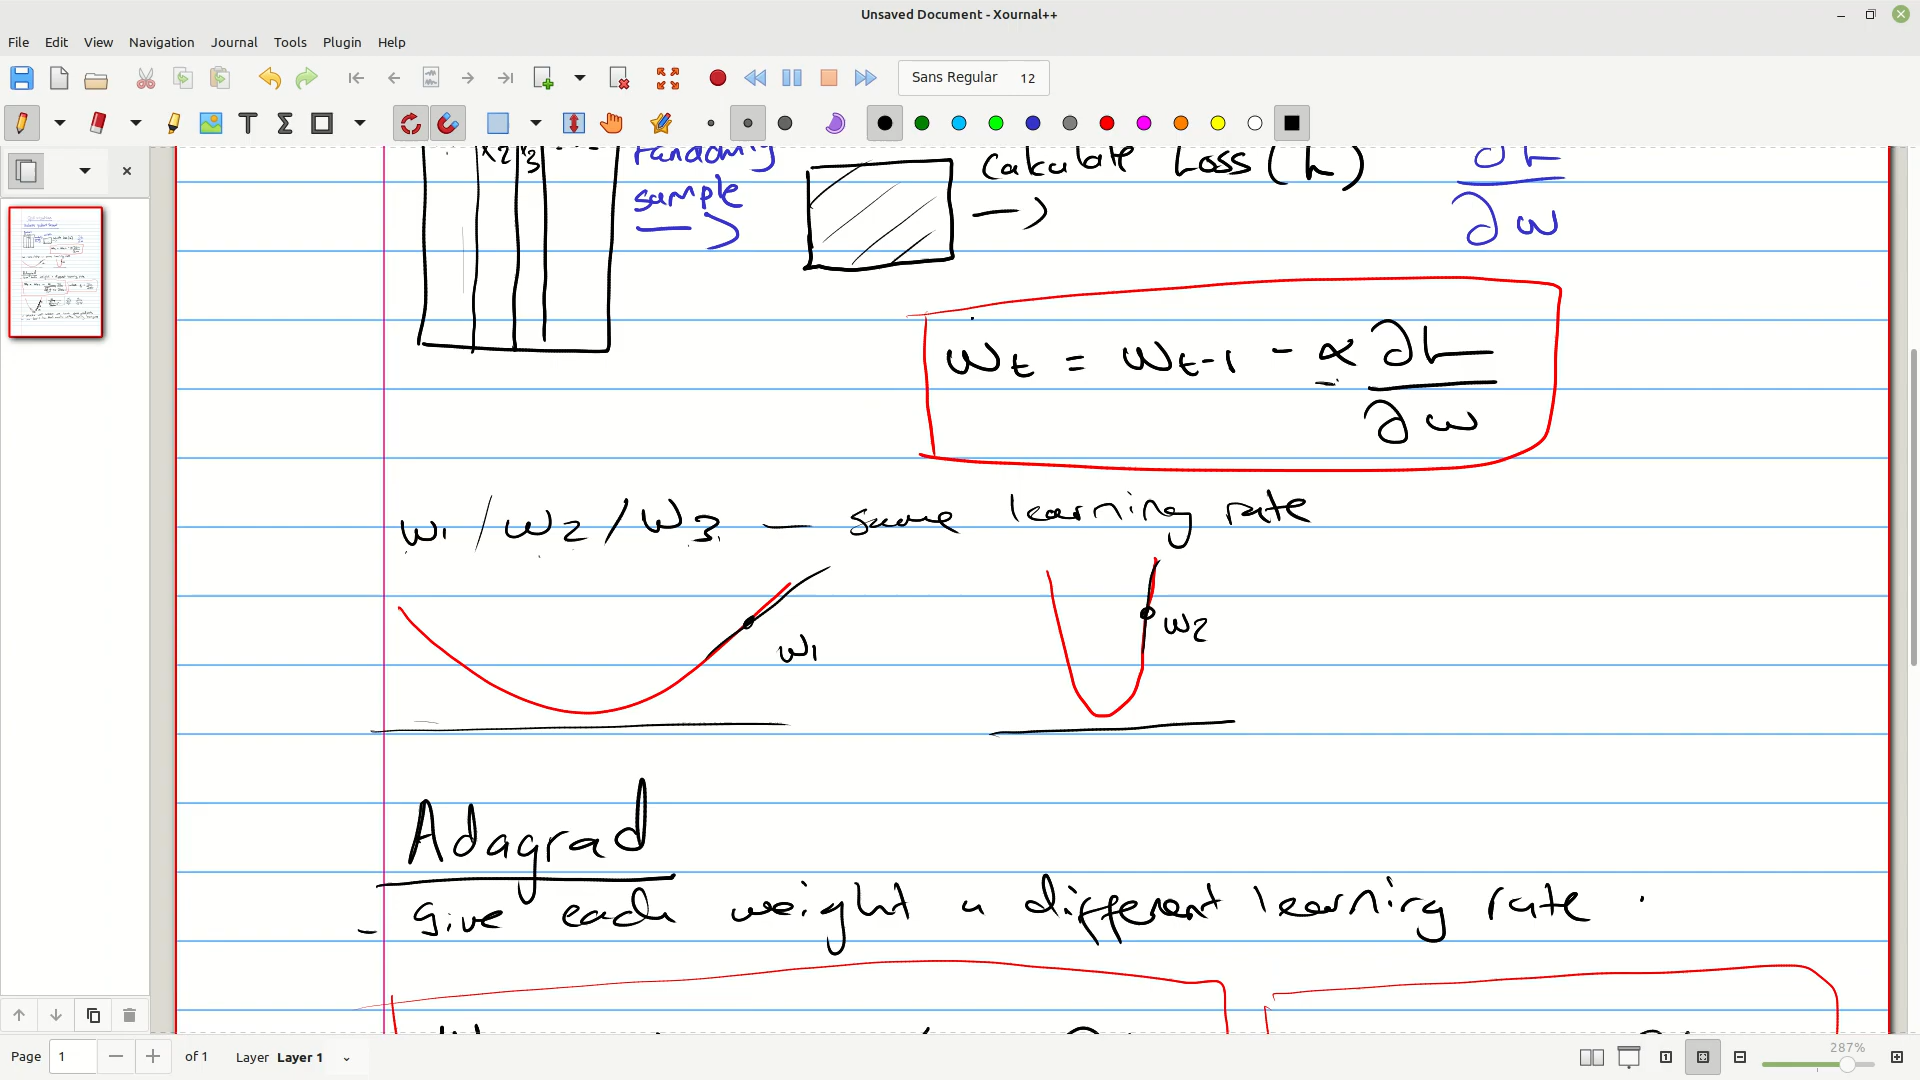 Unsaved Document - Xournal++
File Edit View Navigation Journal Tools Plugin Help
Sans Regular 12
x2 x3 ...
randomly
sample
Calculate Loss (L)
∂L
∂w
wt = wt-1 - α ∂L
∂w
w1 / w2 / w3 — same learning rate
w1
w2
Adagrad
- give each weight a different learning rate .
Page 1 of 1 Layer Layer 1
287%